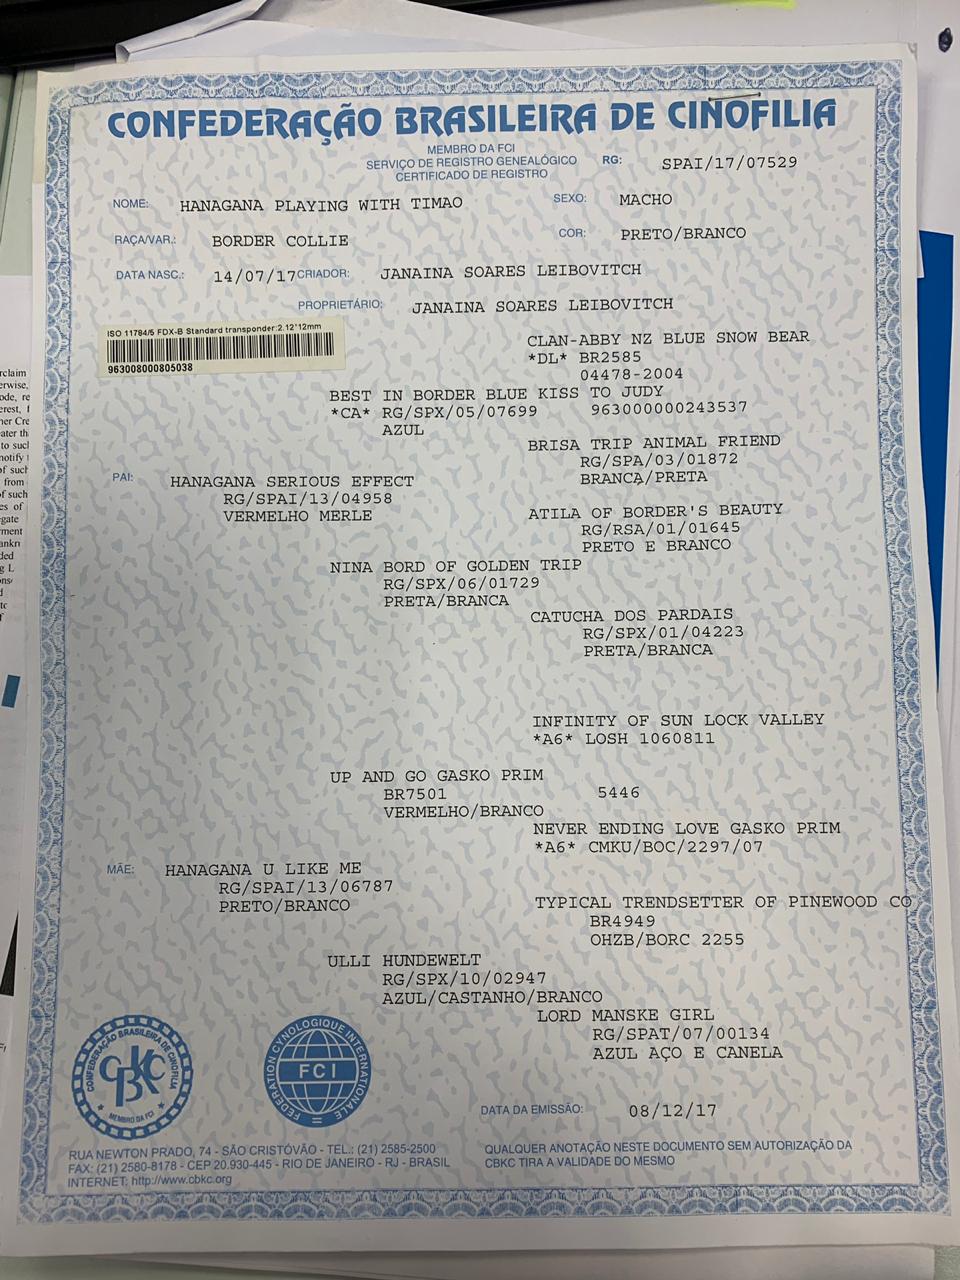 CONFEDERAÇÃO BRASILEIRA DE CINOFILIA
MEMBRO DA FCI
SERVIÇO DE REGISTRO GENEALÓGICO
CERTIFICADO DE REGISTRO
RG: SPAI/17/07529
NOME: HANAGANA PLAYING WITH TIMAO SEXO: MACHO
RAÇA/VAR.: BORDER COLLIE COR: PRETO/BRANCO
DATA NASC.: 14/07/17 CRIADOR: JANAINA SOARES LEIBOVITCH
PROPRIETÁRIO: JANAINA SOARES LEIBOVITCH
ISO 11784/5 FDX-B Standard transponder:2.12*12mm
963008000805038
CLAN-ABBY NZ BLUE SNOW BEAR
*DL* BR2585
04478-2004
BEST IN BORDER BLUE KISS TO JUDY
*CA* RG/SPX/05/07699 963000000243537
AZUL
BRISA TRIP ANIMAL FRIEND
RG/SPA/03/01872
BRANCA/PRETA
PAI: HANAGANA SERIOUS EFFECT
RG/SPAI/13/04958
VERMELHO MERLE
ATILA OF BORDER'S BEAUTY
RG/RSA/01/01645
PRETO E BRANCO
NINA BORD OF GOLDEN TRIP
RG/SPX/06/01729
PRETA/BRANCA
CATUCHA DOS PARDAIS
RG/SPX/01/04223
PRETA/BRANCA
INFINITY OF SUN LOCK VALLEY
*A6* LOSH 1060811
UP AND GO GASKO PRIM
BR7501 5446
VERMELHO/BRANCO
NEVER ENDING LOVE GASKO PRIM
*A6* CMKU/BOC/2297/07
MÃE: HANAGANA U LIKE ME
RG/SPAI/13/06787
PRETO/BRANCO
TYPICAL TRENDSETTER OF PINEWOOD CO
BR4949
OHZB/BORC 2255
ULLI HUNDEWELT
RG/SPX/10/02947
AZUL/CASTANHO/BRANCO
LORD MANSKE GIRL
RG/SPAT/07/00134
AZUL AÇO E CANELA
CONFEDERAÇÃO BRASILEIRA DE CINOFILIA
CBKC
MEMBRO DA FCI
FEDERATION CYNOLOGIQUE INTERNATIONALE
FCI
DATA DA EMISSÃO: 08/12/17
RUA NEWTON PRADO, 74 - SÃO CRISTÓVÃO - TEL.: (21) 2585-2500
FAX: (21) 2580-8178 - CEP 20.930-445 - RIO DE JANEIRO - RJ - BRASIL
INTERNET: http://www.cbkc.org
QUALQUER ANOTAÇÃO NESTE DOCUMENTO SEM AUTORIZAÇÃO DA
CBKC TIRA A VALIDADE DO MESMO